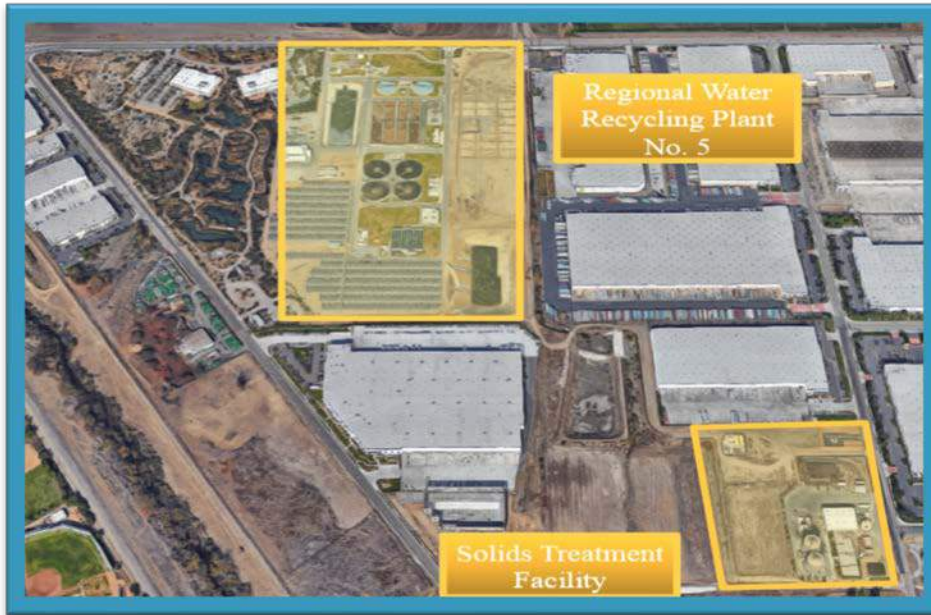 Regional Water
Recycling Plant
No. 5
Solids Treatment
Facility